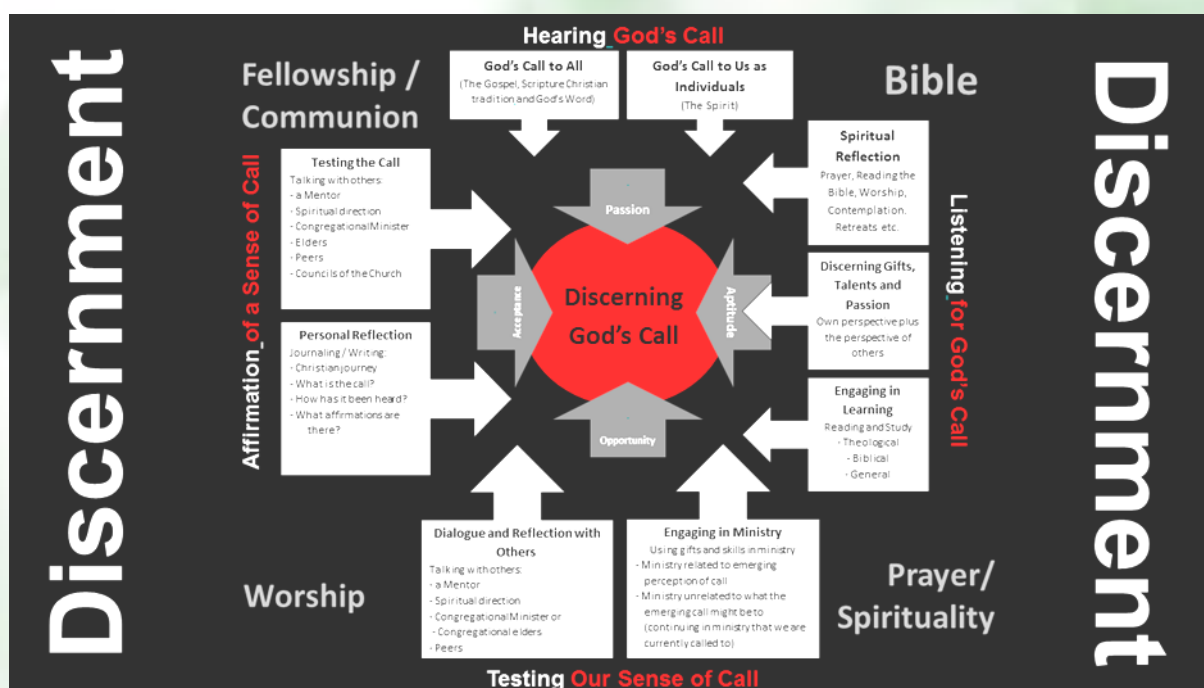 Discernment
Hearing God's Call
Fellowship /
Communion
God's Call to All
(The Gospel, Scripture Christian
tradition and God's Word)
God's Call to Us as
Individuals
(The Spirit)
Bible
Affirmation of a Sense of Call
Testing the Call
Talking with others:
- a Mentor
- Spiritual direction
- Congregational Minister
- Elders
- Peers
- Councils of the Church
Personal Reflection
Journaling / Writing:
- Christian journey
- What is the call?
- How has it been heard?
- What affirmations are
there?
Passion
Acceptance
Discerning
God's Call
Aptitude
Opportunity
Spiritual
Reflection
Prayer, Reading the
Bible, Worship,
Contemplation,
Retreats etc.
Discerning Gifts,
Talents and
Passion
Own perspective plus
the perspective of
others
Engaging in
Learning
Reading and Study
- Theological
- Biblical
- General
Listening for God's Call
Worship
Dialogue and Reflection with
Others
Talking with others:
- a Mentor
- Spiritual direction
- Congregational Minister or
- Congregational elders
- Peers
Engaging in Ministry
Using gifts and skills in ministry
- Ministry related to emerging
perception of call
- Ministry unrelated to what the
emerging call might be to
(continuing in ministry that we are
currently called to)
Prayer/
Spirituality
Testing Our Sense of Call
Discernment